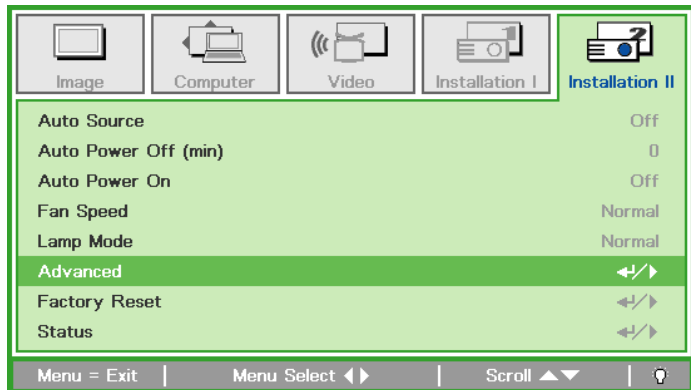 Image Computer Video Installation I Installation II
Auto Source Off
Auto Power Off (min) 0
Auto Power On Off
Fan Speed Normal
Lamp Mode Normal
Advanced
Factory Reset
Status
Menu = Exit | Menu Select | Scroll